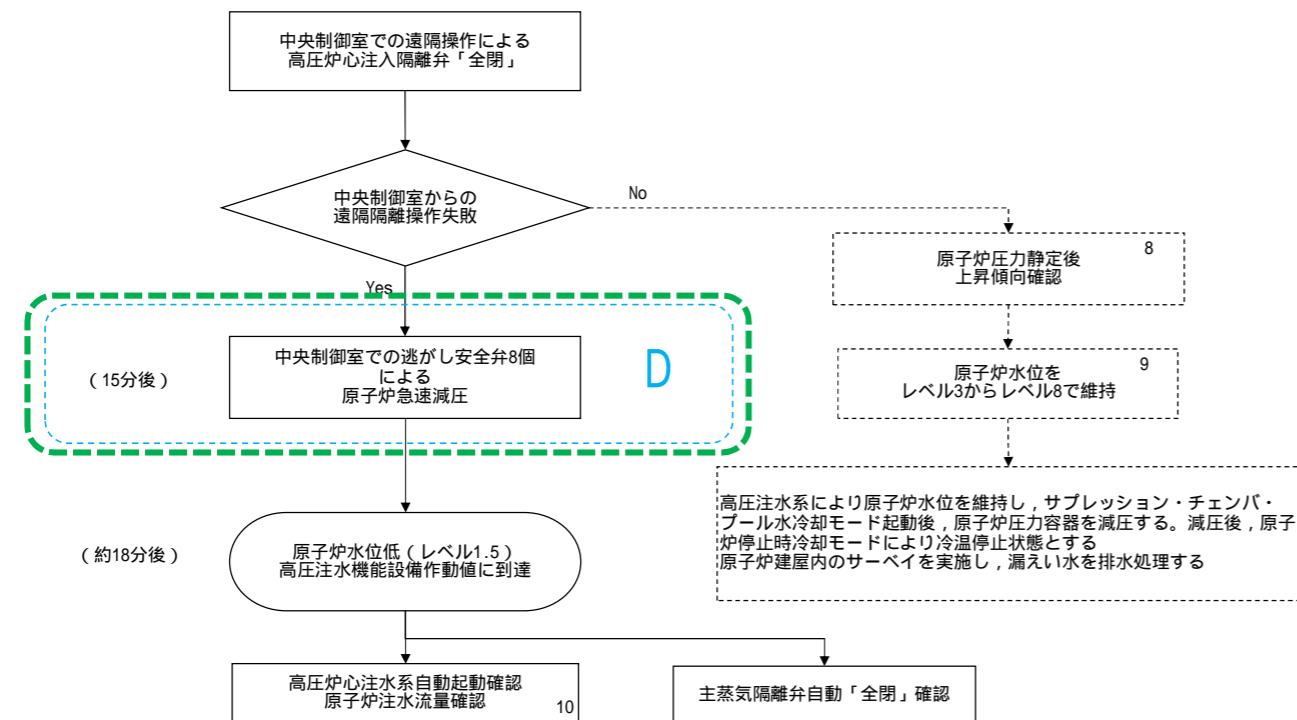 中央制御室での遠隔操作による
高圧炉心注入隔離弁「全閉」
中央制御室からの
遠隔隔離操作失敗
No
Yes
8
原子炉圧力静定後
上昇傾向確認
9
原子炉水位を
レベル3からレベル8で維持
(15分後)
中央制御室での逃がし安全弁8個
による
原子炉急速減圧
D
高圧注水系により原子炉水位を維持し,サプレッション・チェンバ・
プール水冷却モード起動後,原子炉圧力容器を減圧する。減圧後,原子
炉停止時冷却モードにより冷温停止状態とする
原子炉建屋内のサーベイを実施し,漏えい水を排水処理する
(約18分後)
原子炉水位低(レベル1.5)
高圧注水機能設備作動値に到達
高圧炉心注水系自動起動確認
原子炉注水流量確認
10
主蒸気隔離弁自動「全閉」確認